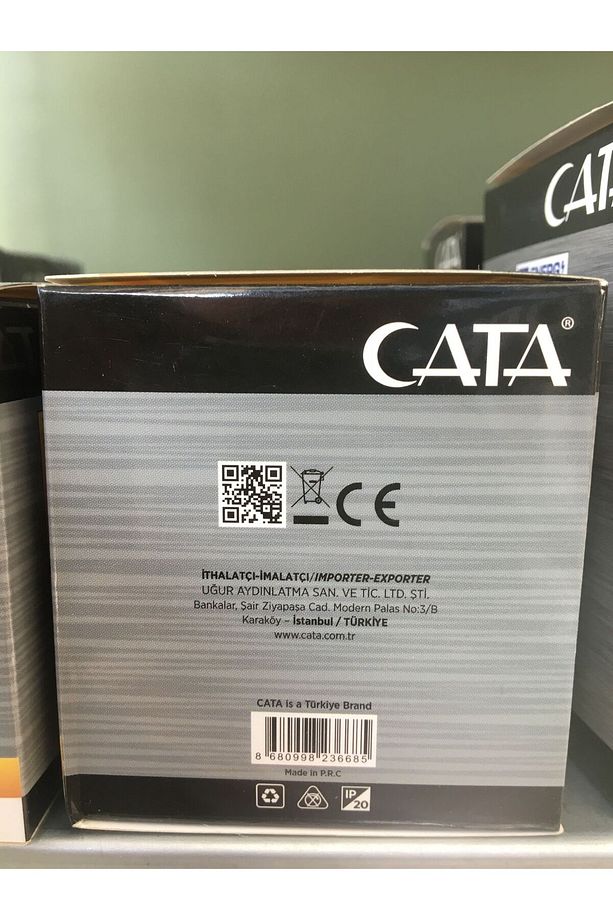 CATA
ENERG
CATA®
İTHALATÇI-İMALATÇI/IMPORTER-EXPORTER
UĞUR AYDINLATMA SAN. VE TİC. LTD. ŞTİ.
Bankalar, Şair Ziyapaşa Cad. Modern Palas No:3/B
Karaköy – İstanbul / TÜRKİYE
www.cata.com.tr
CATA is a Türkiye Brand
8 680998 236685
Made in P.R.C
IP
20